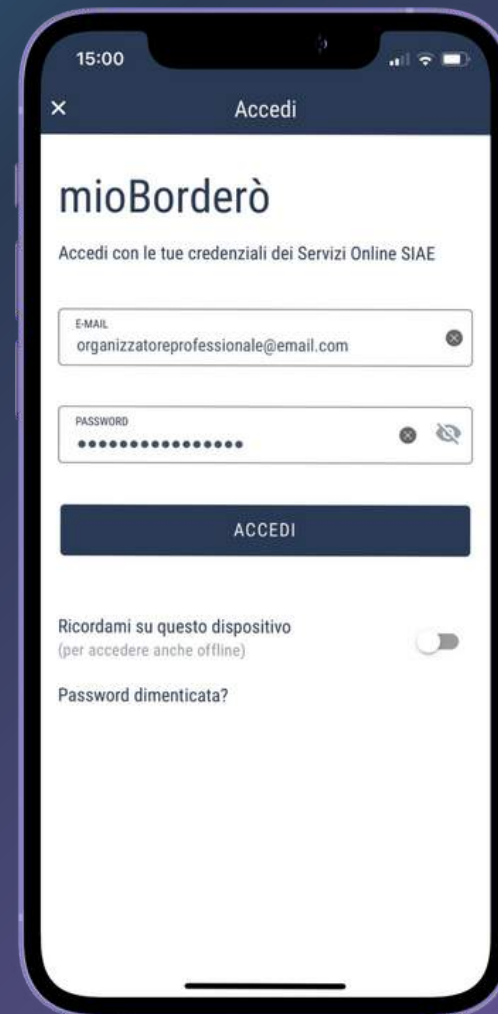 15:00
Accedi
mioBorderò
Accedi con le tue credenziali dei Servizi Online SIAE
E-MAIL
organizzatoreprofessionale@email.com
PASSWORD
••••••••••••••••
ACCEDI
Ricordami su questo dispositivo
(per accedere anche offline)
Password dimenticata?